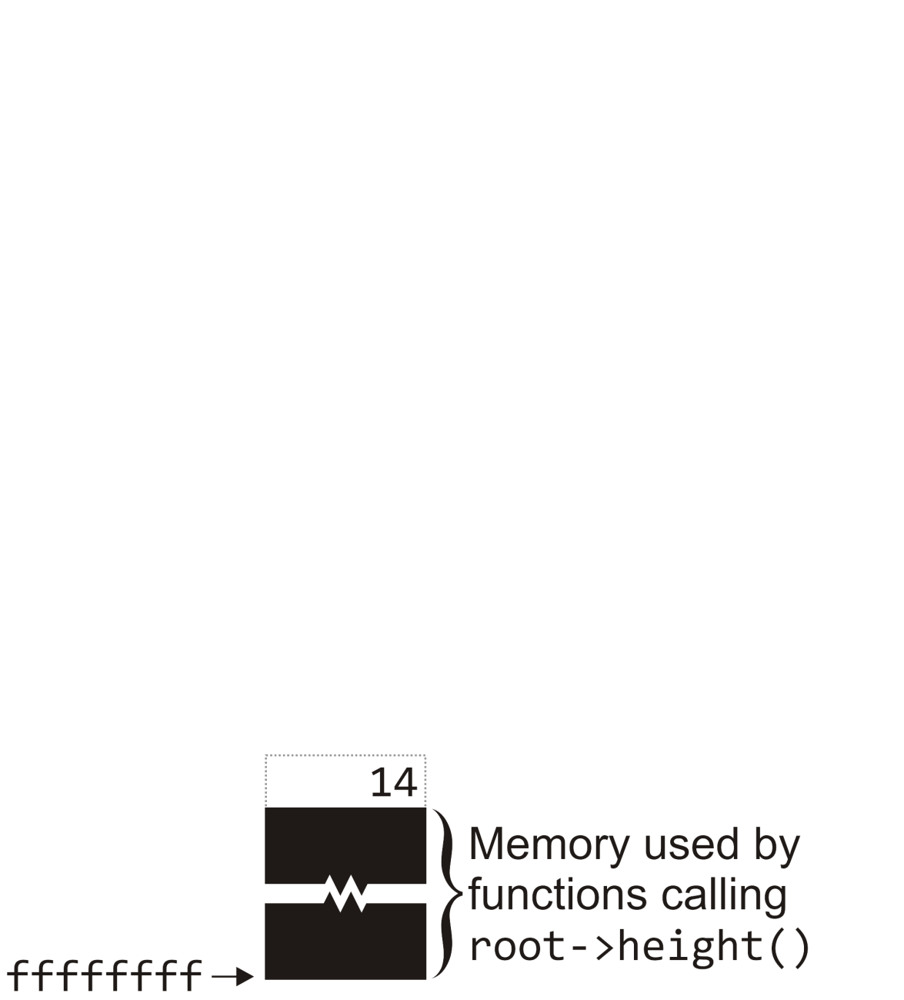 14
Memory used by
functions calling
root->height()
ffffffff